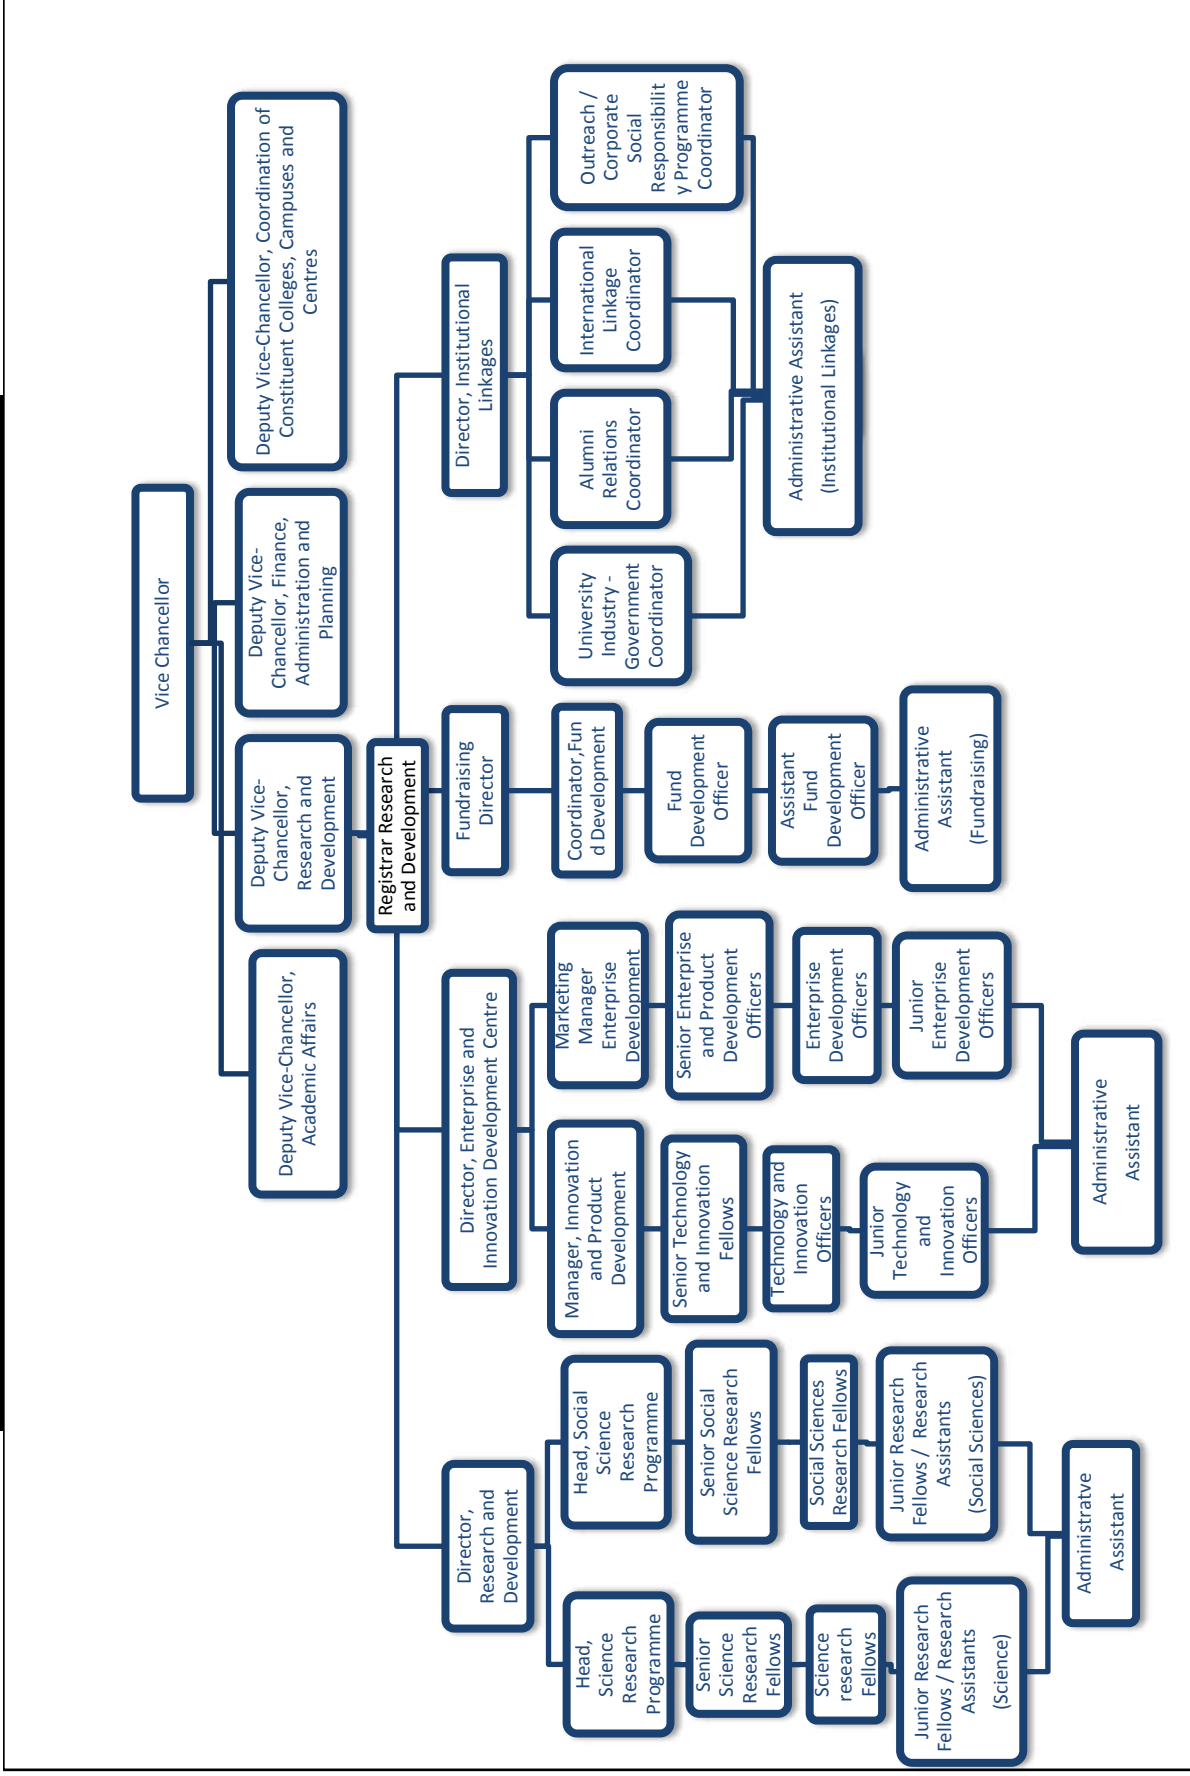 Vice Chancellor
Deputy Vice-Chancellor,
Academic Affairs
Deputy Vice-
Chancellor,
Research and
Development
Deputy Vice-
Chancellor, Finance,
Administration and
Planning
Deputy Vice-Chancellor, Coordination of
Constituent Colleges, Campuses and
Centres
Registrar Research
and Development
Director,
Research and
Development
Director, Enterprise and
Innovation Development Centre
Fundraising
Director
Director, Institutional
Linkages
Head,
Science
Research
Programme
Senior
Science
Research
Fellows
Science
research
Fellows
Junior Research
Fellows / Research
Assistants
(Science)
Head, Social
Science
Research
Programme
Senior Social
Science Research
Fellows
Social Sciences
Research Fellows
Junior Research
Fellows /  Research
Assistants
(Social Sciences)
Administratve
Assistant
Manager, Innovation
and Product
Development
Senior Technology
and Innovation
Fellows
Technology and
Innovation
Officers
Junior
Technology
and
Innovation
Officers
Marketing
Manager
Enterprise
Development
Senior Enterprise
and Product
Development
Officers
Enterprise
Development
Officers
Junior
Enterprise
Development
Officers
Administrative
Assistant
Coordinator,Fun
d Development
Fund
Development
Officer
Assistant
Fund
Development
Officer
Administrative
Assistant
(Fundraising)
University
Industry -
Government
Coordinator
Alumni
Relations
Coordinator
International
Linkage
Coordinator
Outreach /
Corporate
Social
Responsibilit
y Programme
Coordinator
Administrative Assistant
(Institutional Linkages)